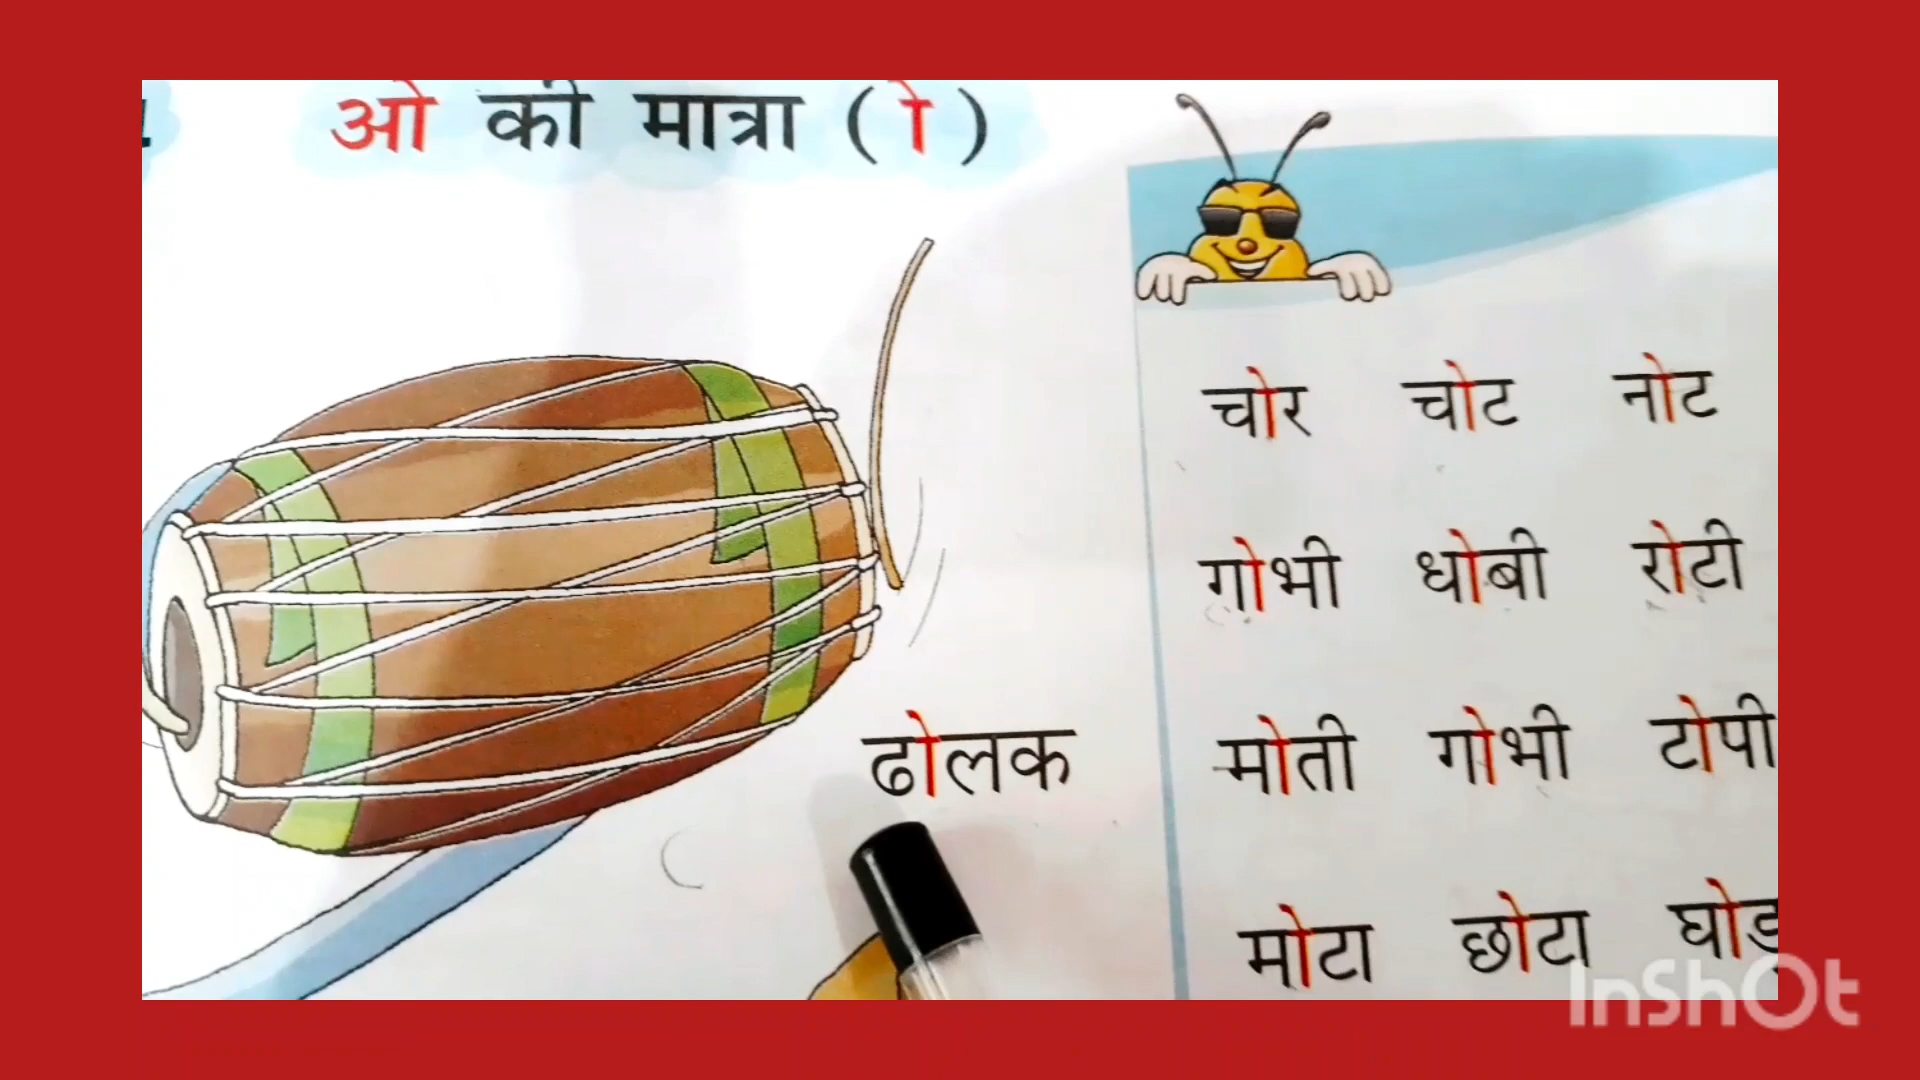 ओ की मात्रा ( ो )
चोर चोट नोट
गोभी धोबी रोटी
ढोलक
मोती गोभी टोपी
मोटा छोटा
InShOt